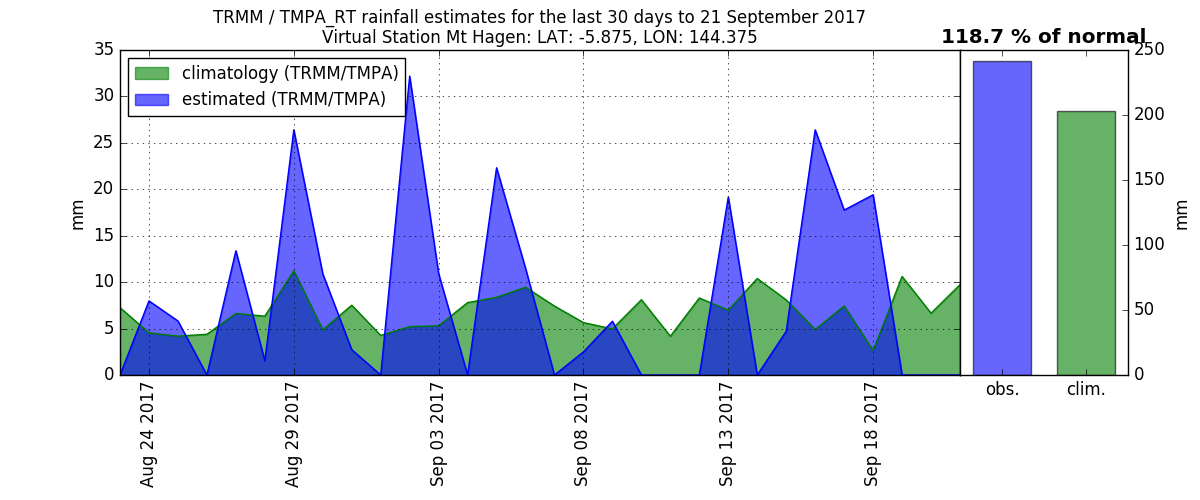 TRMM / TMPA_RT rainfall estimates for the last 30 days to 21 September 2017
Virtual Station Mt Hagen: LAT: -5.875, LON: 144.375
118.7 % of normal
climatology (TRMM/TMPA)
estimated (TRMM/TMPA)
35
30
25
20
15
10
5
0
mm
Aug 24 2017
Aug 29 2017
Sep 03 2017
Sep 08 2017
Sep 13 2017
Sep 18 2017
250
200
150
100
50
0
mm
obs.
clim.